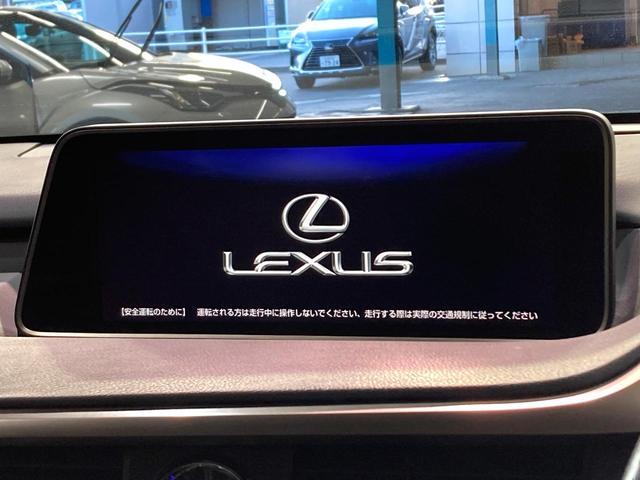 LEXUS
【安全運転のために】 運転される方は走行中に操作しないでください、走行する際は実際の交通規制に従ってください